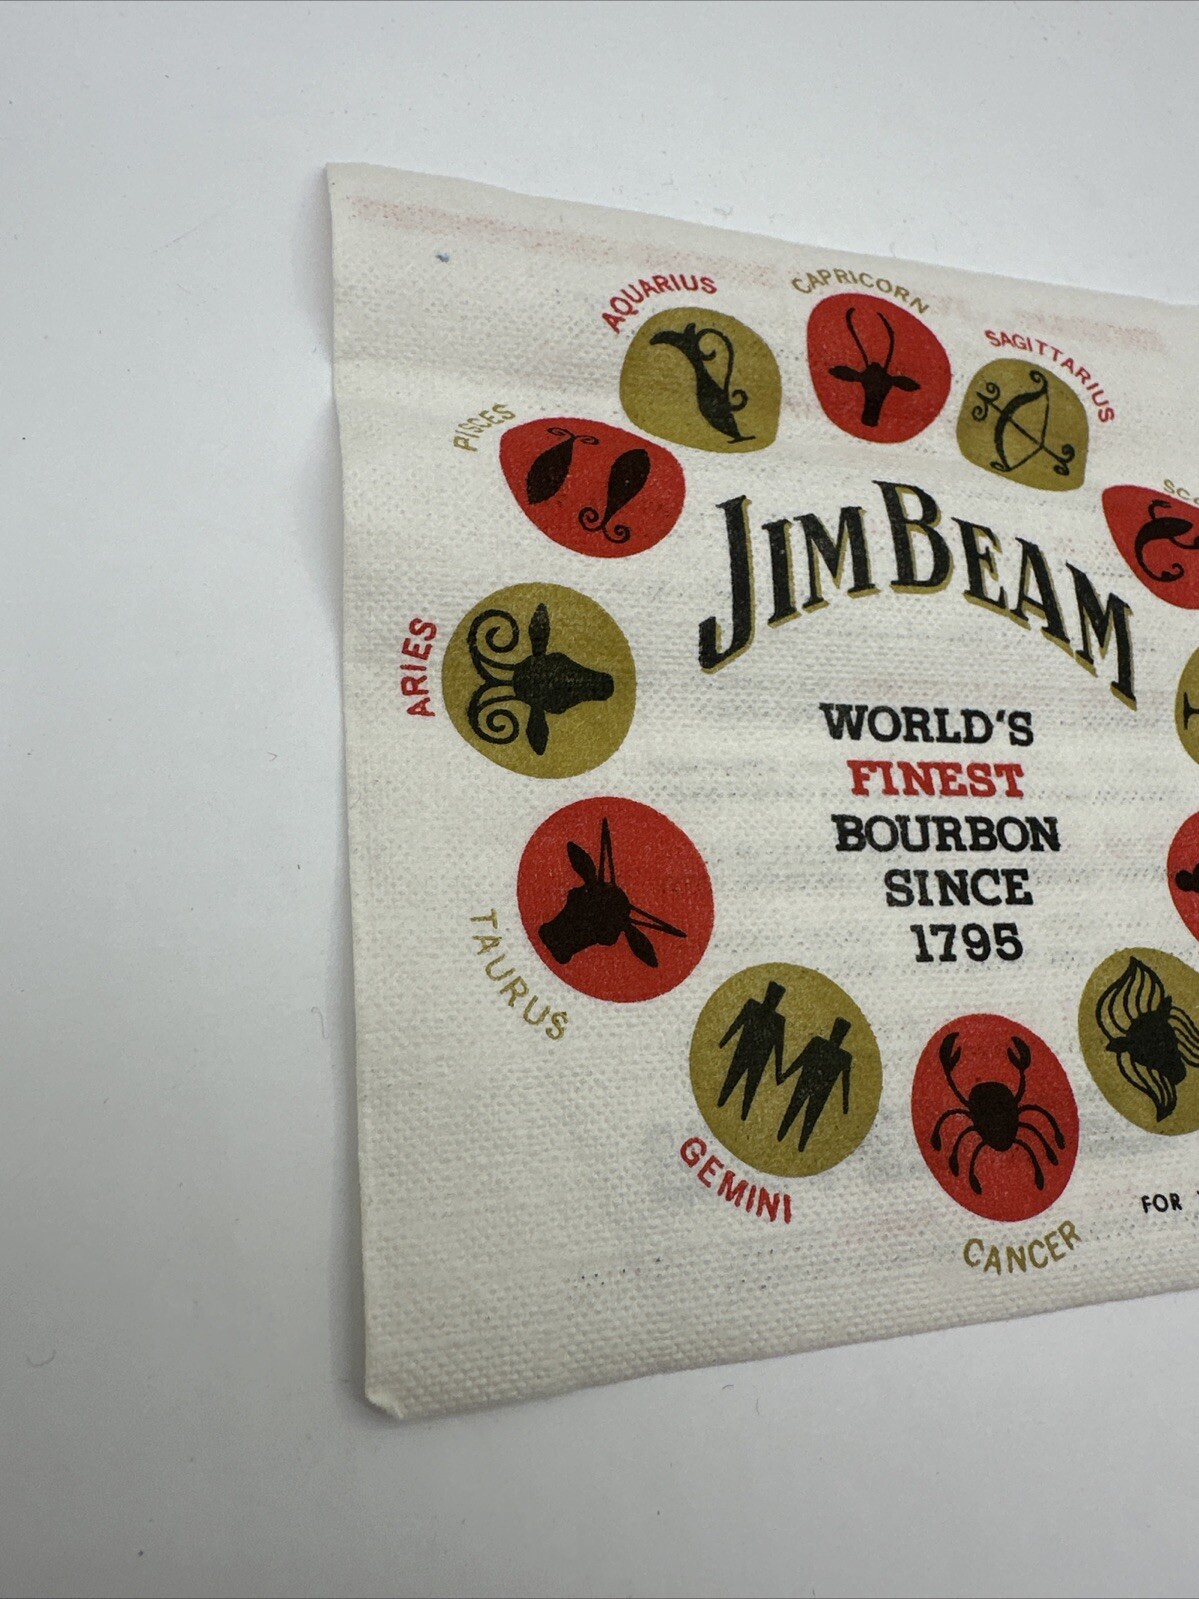 AQUARIUS
CAPRICORN
SAGITTARIUS
PISCES
ARIES
TAURUS
GEMINI
CANCER
JIM BEAM
WORLD'S
FINEST
BOURBON
SINCE
1795
FOR